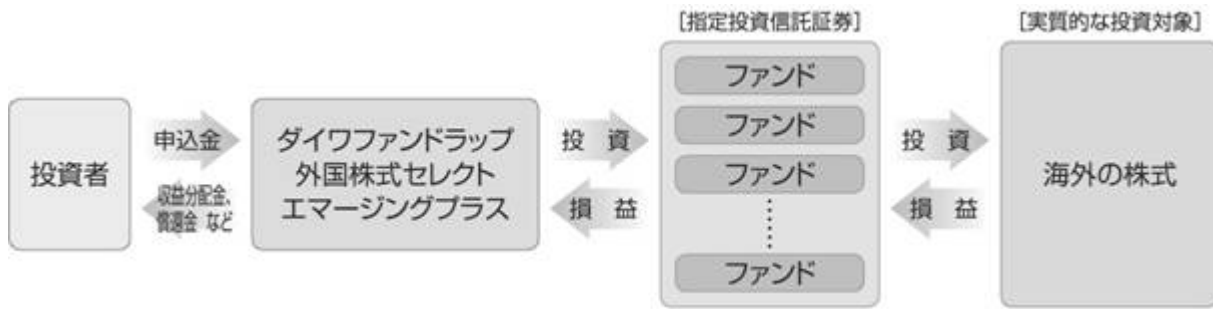 [指定投資信託証券]
[実質的な投資対象]
投資者
申込金
収益分配金、
償還金 など
ダイワファンドラップ
外国株式セレクト
エマージングプラス
投 資
損 益
ファンド
ファンド
ファンド
ファンド
投 資
損 益
海外の株式